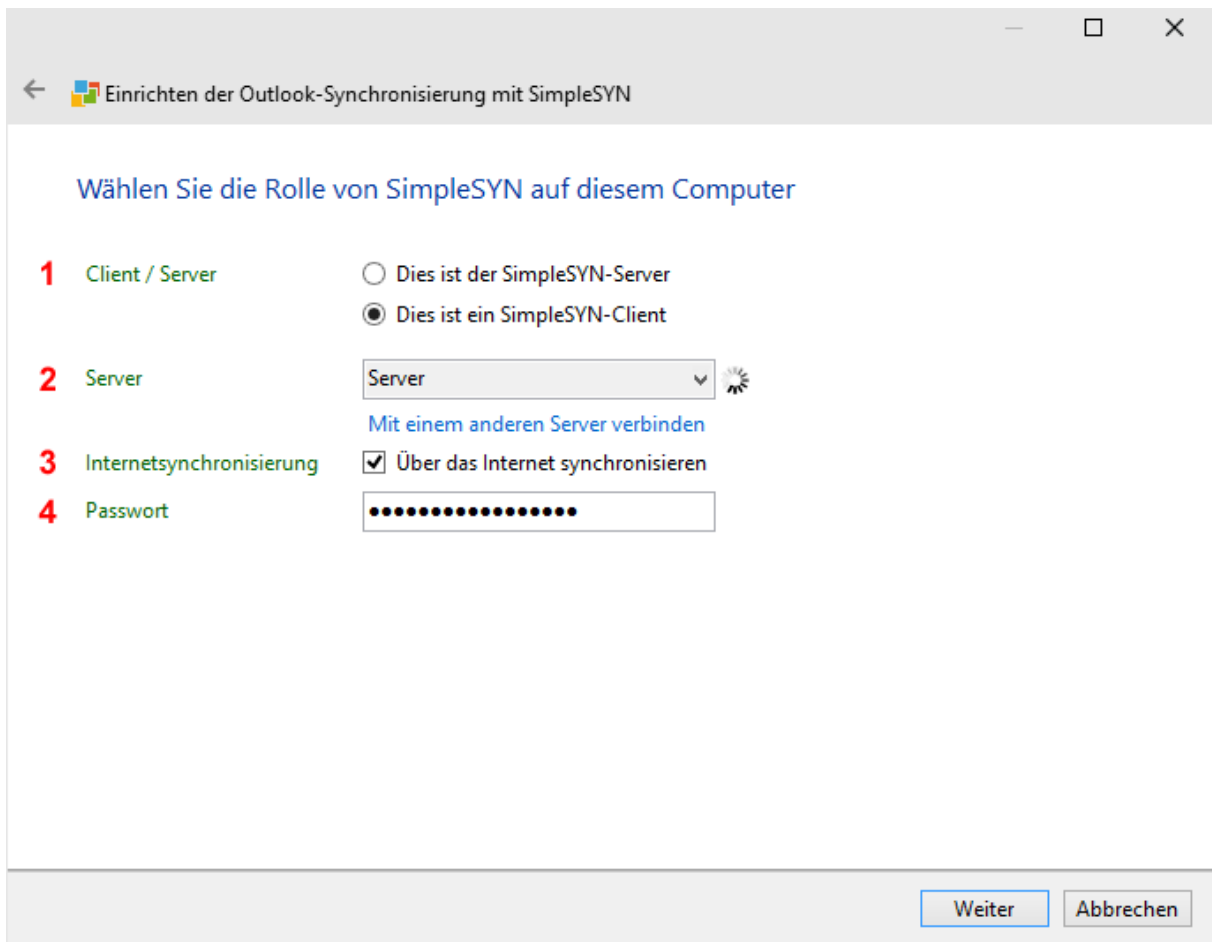 Einrichten der Outlook-Synchronisierung mit SimpleSYN
Wählen Sie die Rolle von SimpleSYN auf diesem Computer
1 Client / Server Dies ist der SimpleSYN-Server
Dies ist ein SimpleSYN-Client
2 Server Server
Mit einem anderen Server verbinden
3 Internetsynchronisierung Über das Internet synchronisieren
4 Passwort •••••••••••••••••
Weiter Abbrechen